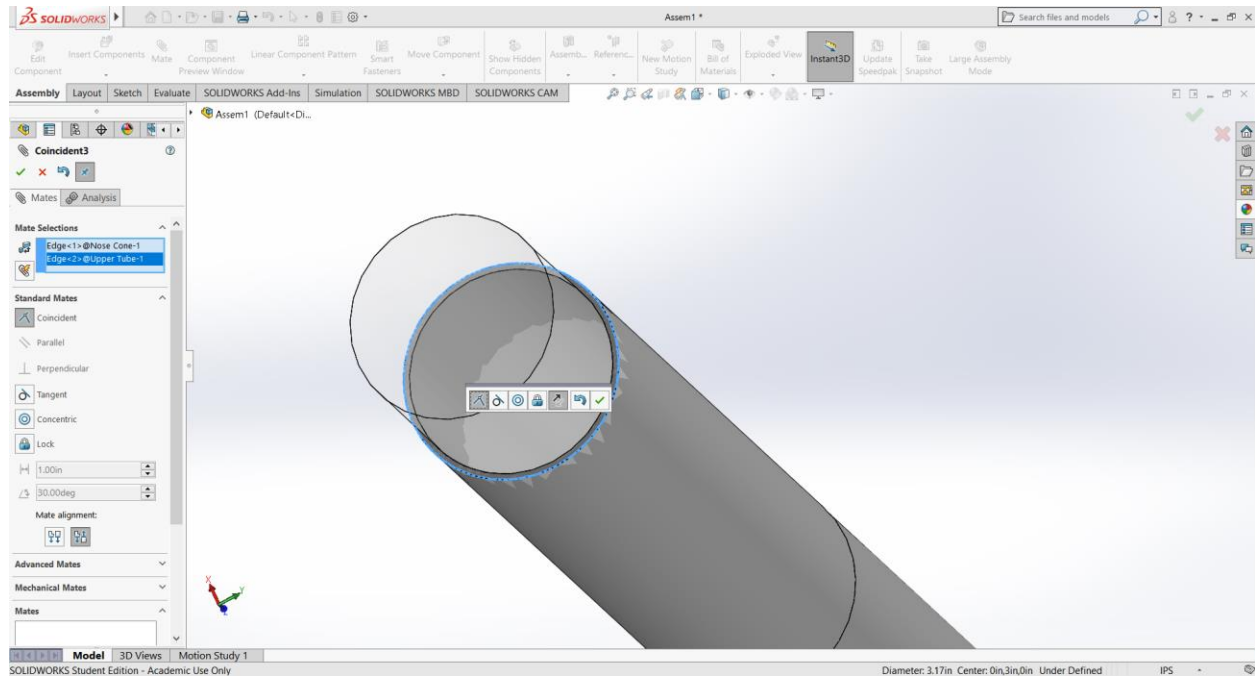 SOLIDWORKS
Assem1 *
Search files and models
?
Edit Component
Insert Components
Mate
Component Preview Window
Linear Component Pattern
Smart Fasteners
Move Component
Show Hidden Components
Assemb...
Referenc...
New Motion Study
Bill of Materials
Exploded View
Instant3D
Update Speedpak
Take Snapshot
Large Assembly Mode
Assembly Layout Sketch Evaluate SOLIDWORKS Add-Ins Simulation SOLIDWORKS MBD SOLIDWORKS CAM
Assem1 (Default<Di...
Coincident3
Mates Analysis
Mate Selections
Edge<1>@Nose Cone-1
Edge<2>@Upper Tube-1
Standard Mates
Coincident
Parallel
Perpendicular
Tangent
Concentric
Lock
1.00in
30.00deg
Mate alignment:
Advanced Mates
Mechanical Mates
Mates
X
Y
Model 3D Views Motion Study 1
SOLIDWORKS Student Edition - Academic Use Only
Diameter: 3.17in Center: 0in,3in,0in Under Defined IPS -